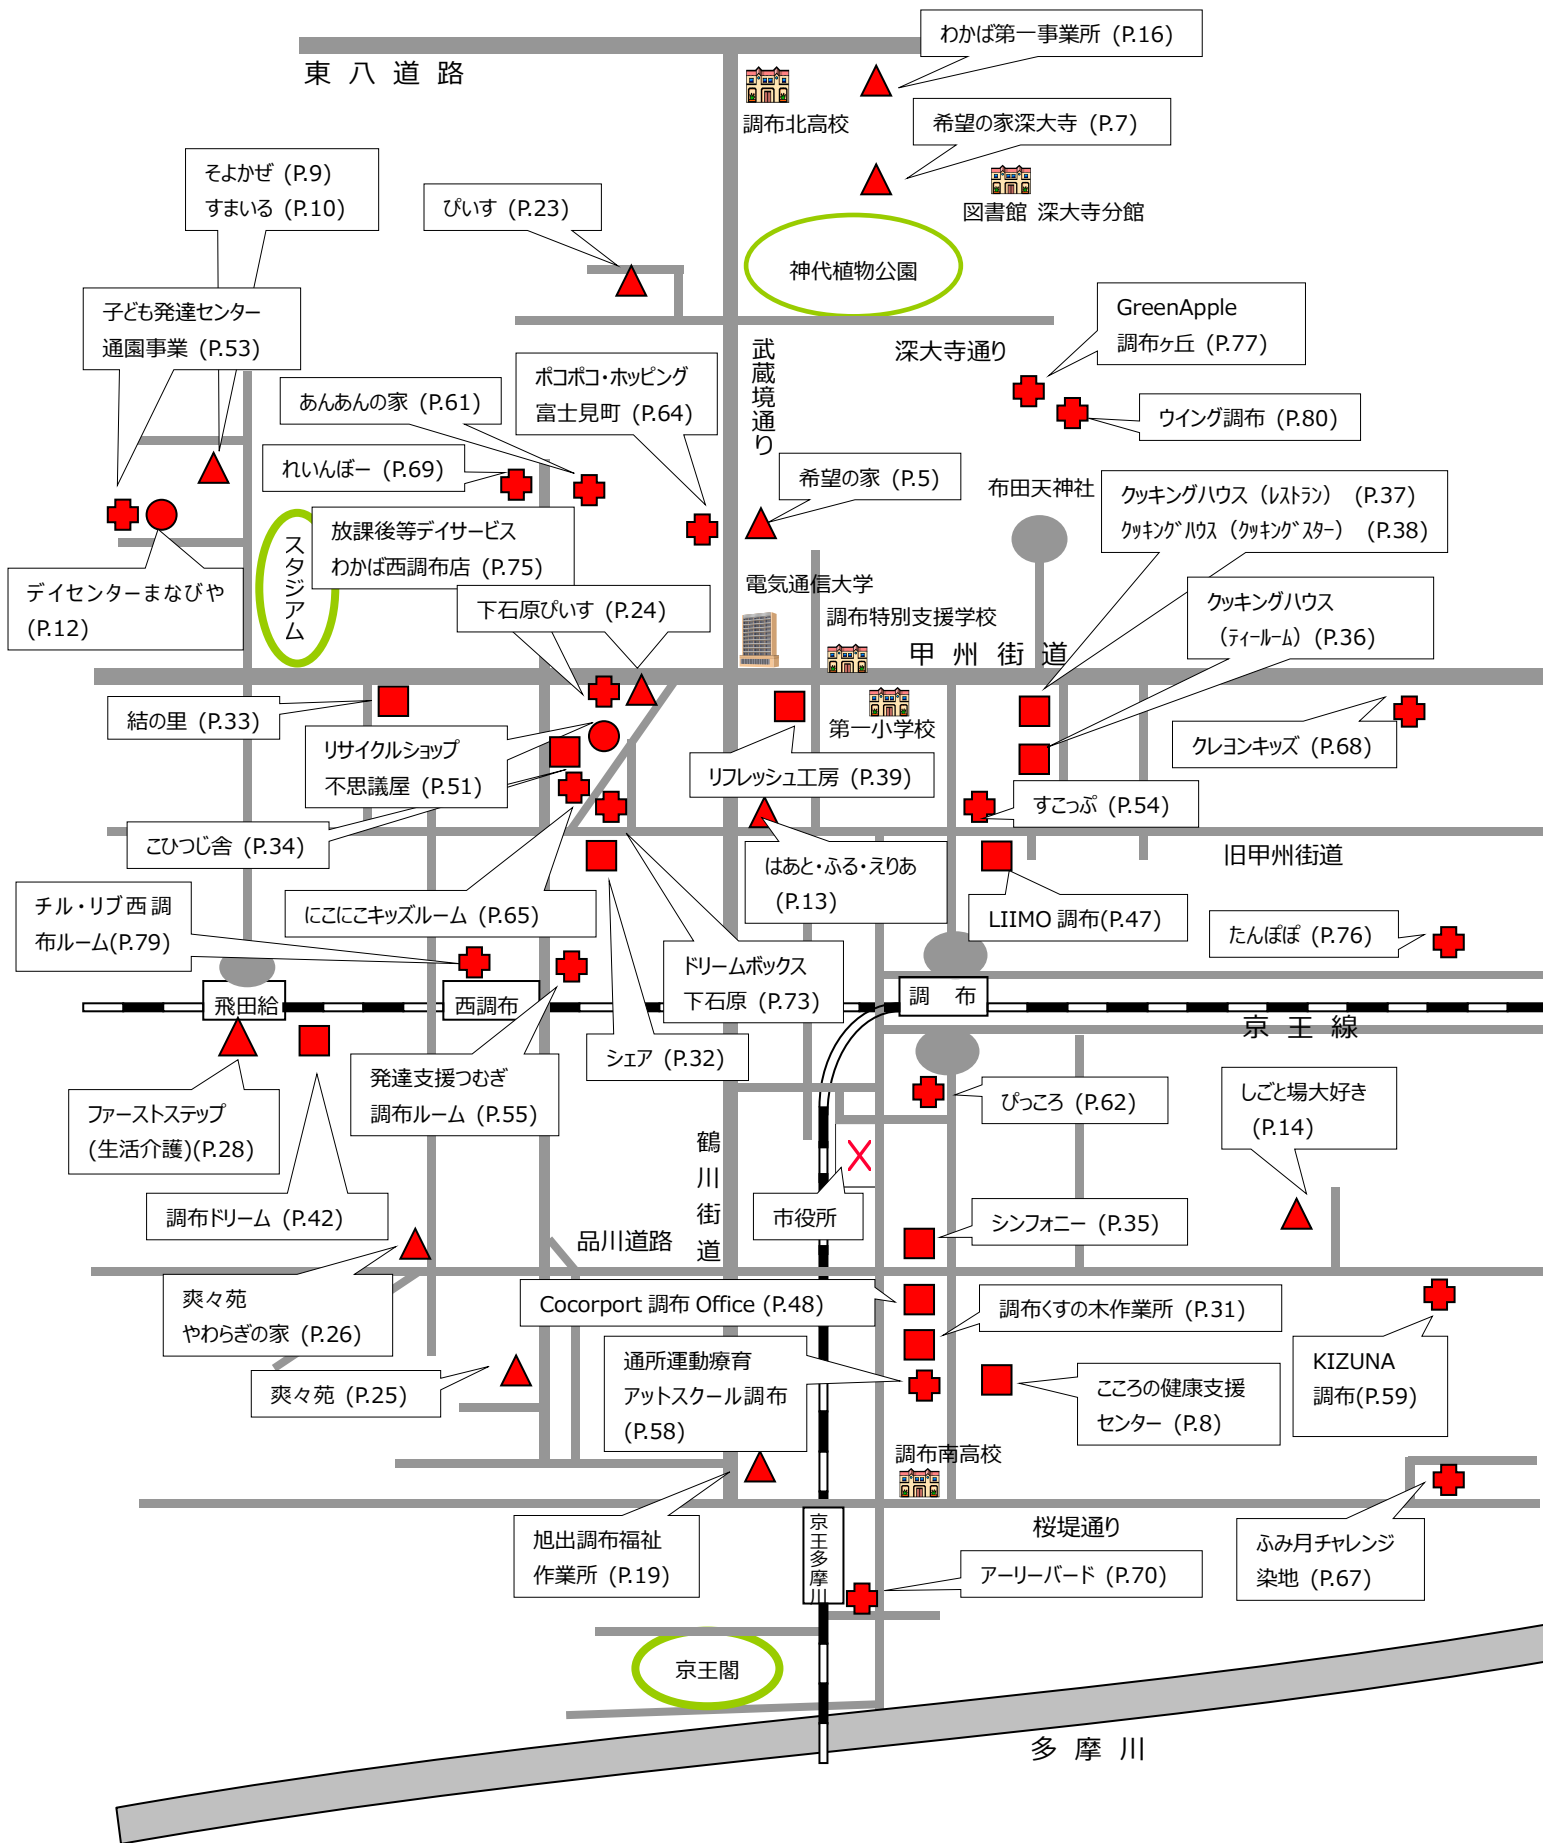 わかば第一事業所 (P.16)
東八道路
調布北高校
希望の家深大寺 (P.7)
そよかぜ (P.9)
すまいる (P.10)
ぴいす (P.23)
図書館 深大寺分館
神代植物公園
子ども発達センター
通園事業 (P.53)
GreenApple
調布ヶ丘 (P.77)
深大寺通り
武蔵境通り
ポコポコ・ホッピング
富士見町 (P.64)
あんあんの家 (P.61)
ウイング調布 (P.80)
れいんぼー (P.69)
希望の家 (P.5)
布田天神社
クッキングハウス (レストラン) (P.37)
クッキングハウス (クッキングスター) (P.38)
放課後等デイサービス
わかば西調布店 (P.75)
スタジアム
デイセンターまなびや
(P.12)
下石原ぴいす (P.24)
電気通信大学
調布特別支援学校
クッキングハウス
(ティールーム) (P.36)
甲州街道
結の里 (P.33)
リサイクルショップ
不思議屋 (P.51)
第一小学校
リフレッシュ工房 (P.39)
クレヨンキッズ (P.68)
すこっぷ (P.54)
こひつじ舎 (P.34)
旧甲州街道
はあと・ふる・えりあ
(P.13)
にこにこキッズルーム (P.65)
LIIMO 調布(P.47)
チル・リブ西調
布ルーム(P.79)
たんぽぽ (P.76)
ドリームボックス
下石原 (P.73)
飛田給
西調布
調布
京王線
シェア (P.32)
発達支援つむぎ
調布ルーム (P.55)
ファーストステップ
(生活介護)(P.28)
ぴっころ (P.62)
しごと場大好き
(P.14)
鶴川街道
調布ドリーム (P.42)
市役所
シンフォニー (P.35)
品川道路
爽々苑
やわらぎの家 (P.26)
Cocorport 調布 Office (P.48)
調布くすの木作業所 (P.31)
通所運動療育
アットスクール調布
(P.58)
爽々苑 (P.25)
こころの健康支援
センター (P.8)
KIZUNA
調布(P.59)
調布南高校
旭出調布福祉
作業所 (P.19)
京王多摩川
桜堤通り
ふみ月チャレンジ
染地 (P.67)
アーリーバード (P.70)
京王閣
多摩川